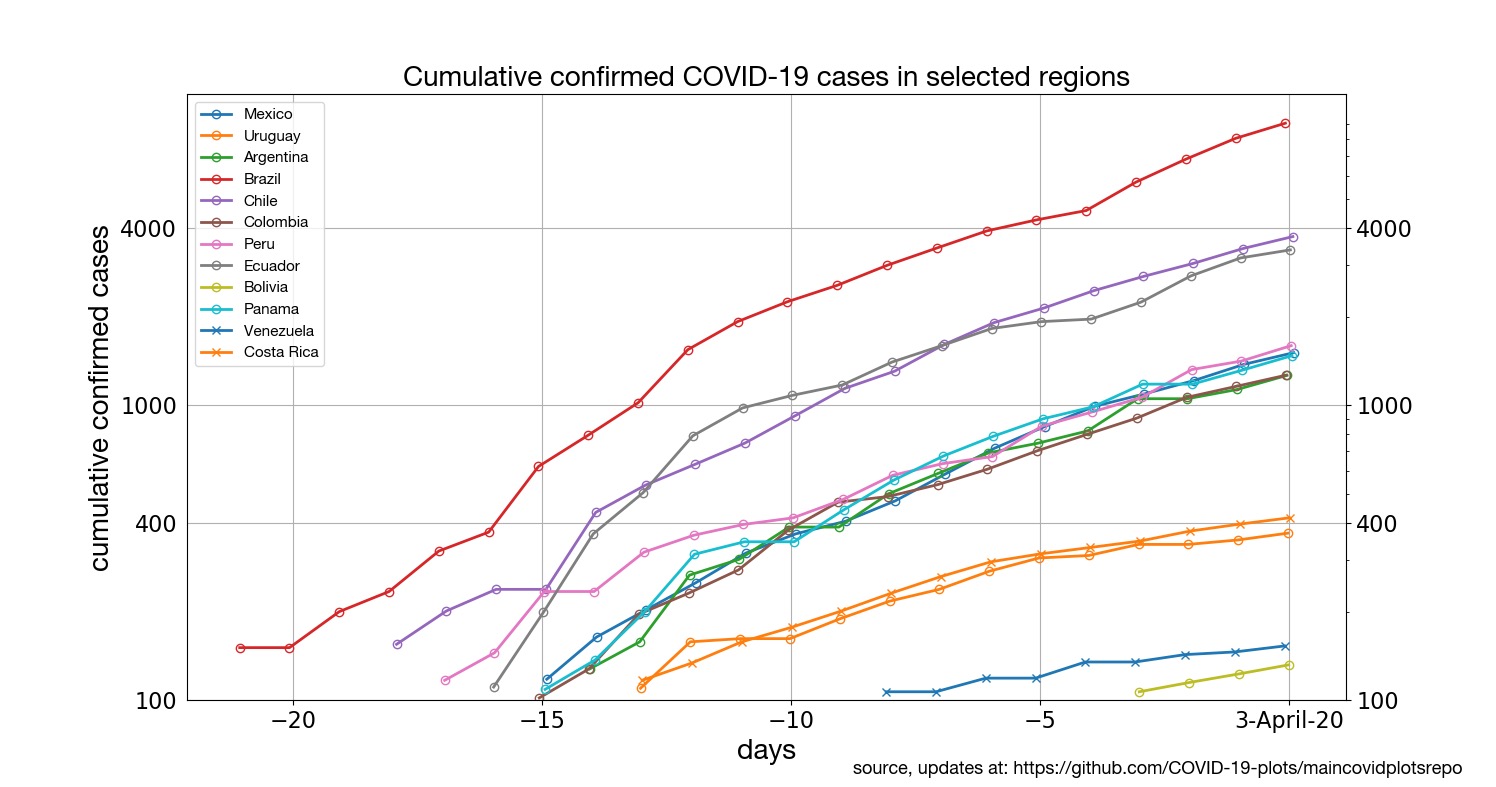 Cumulative confirmed COVID-19 cases in selected regions
Mexico
Uruguay
Argentina
Brazil
Chile
Colombia
Peru
Ecuador
Bolivia
Panama
Venezuela
Costa Rica
cumulative confirmed cases
4000
1000
400
100
4000
1000
400
100
−20
−15
−10
−5
3-April-20
days
source, updates at: https://github.com/COVID-19-plots/maincovidplotsrepo